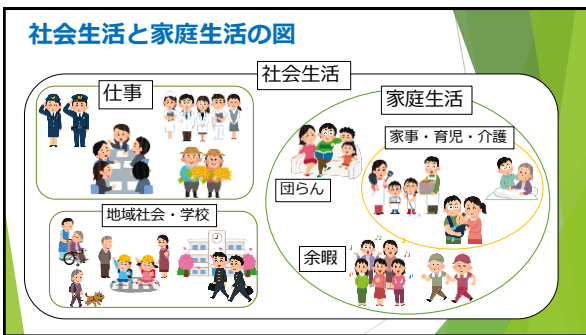 社会生活と家庭生活の図
社会生活
仕事
家庭生活
家事・育児・介護
団らん
地域社会・学校
余暇